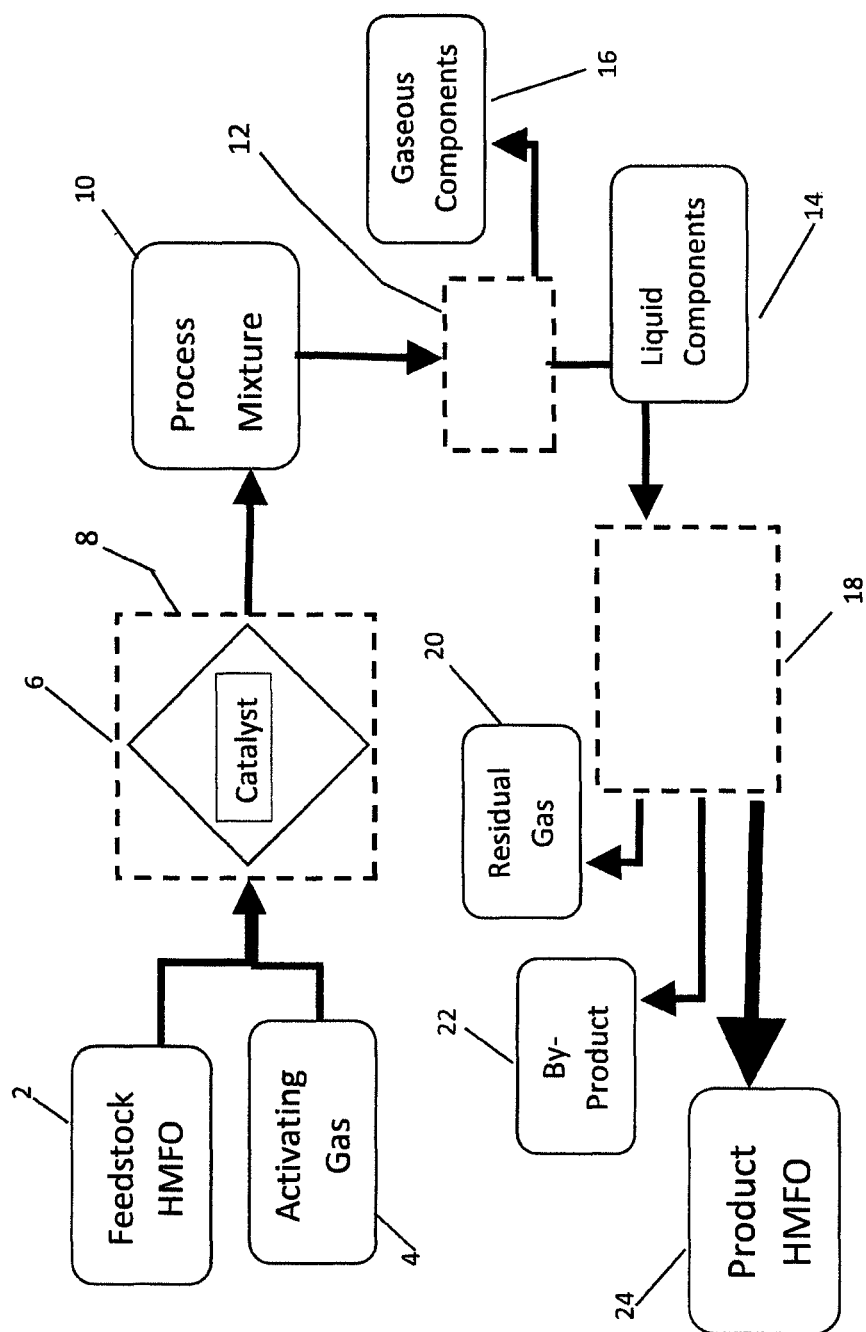 2
Feedstock
HMFO
Activating
Gas
4
6
8
Catalyst
10
Process
Mixture
12
Gaseous
Components
16
Liquid
Components
14
18
20
Residual
Gas
22
By-
Product
Product
HMFO
24